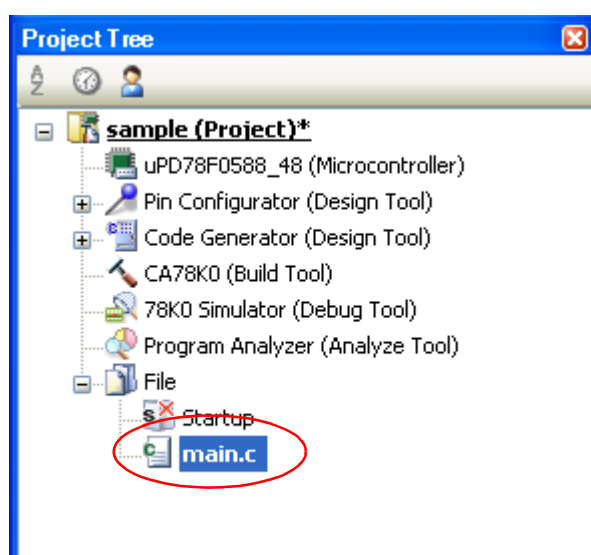 Project Tree
A
Z
sample (Project)*
uPD78F0588_48 (Microcontroller)
Pin Configurator (Design Tool)
Code Generator (Design Tool)
CA78K0 (Build Tool)
78K0 Simulator (Debug Tool)
Program Analyzer (Analyze Tool)
File
Startup
main.c